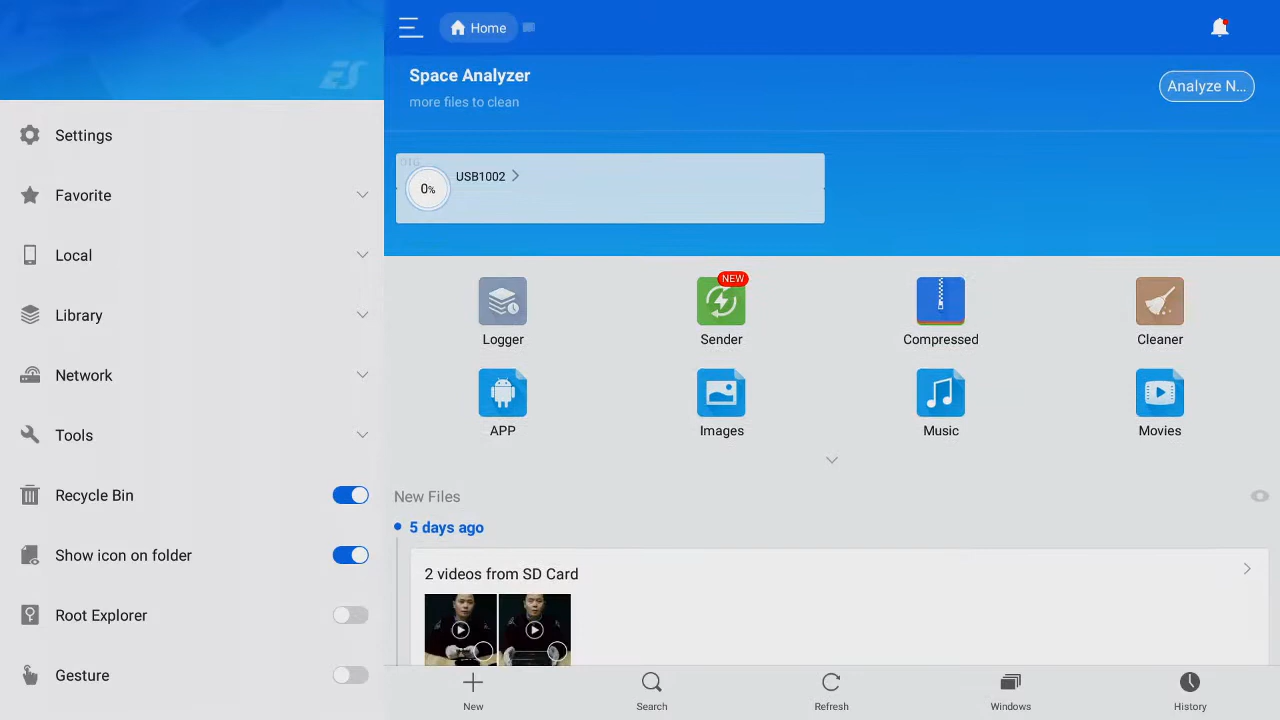 ES
Settings
Favorite
Local
Library
Network
Tools
Recycle Bin
Show icon on folder
Root Explorer
Gesture
Home
Space Analyzer
more files to clean
Analyze N...
OTG
0%
USB1002
Logger
NEW
Sender
Compressed
Cleaner
APP
Images
Music
Movies
New Files
5 days ago
2 videos from SD Card
New
Search
Refresh
Windows
History